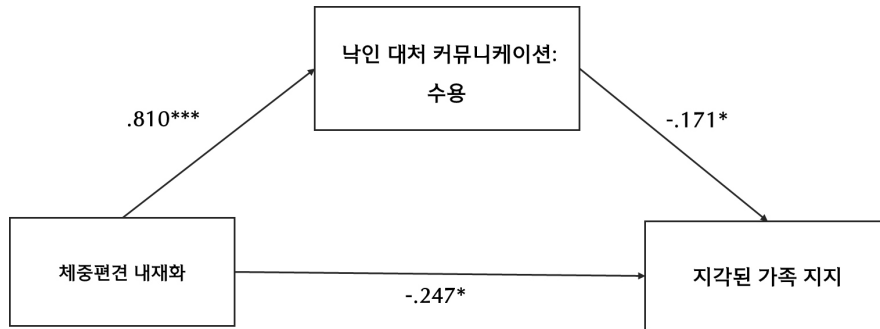 낙인 대처 커뮤니케이션:
수용
.810***
-.171*
체중편견 내재화
지각된 가족 지지
-.247*